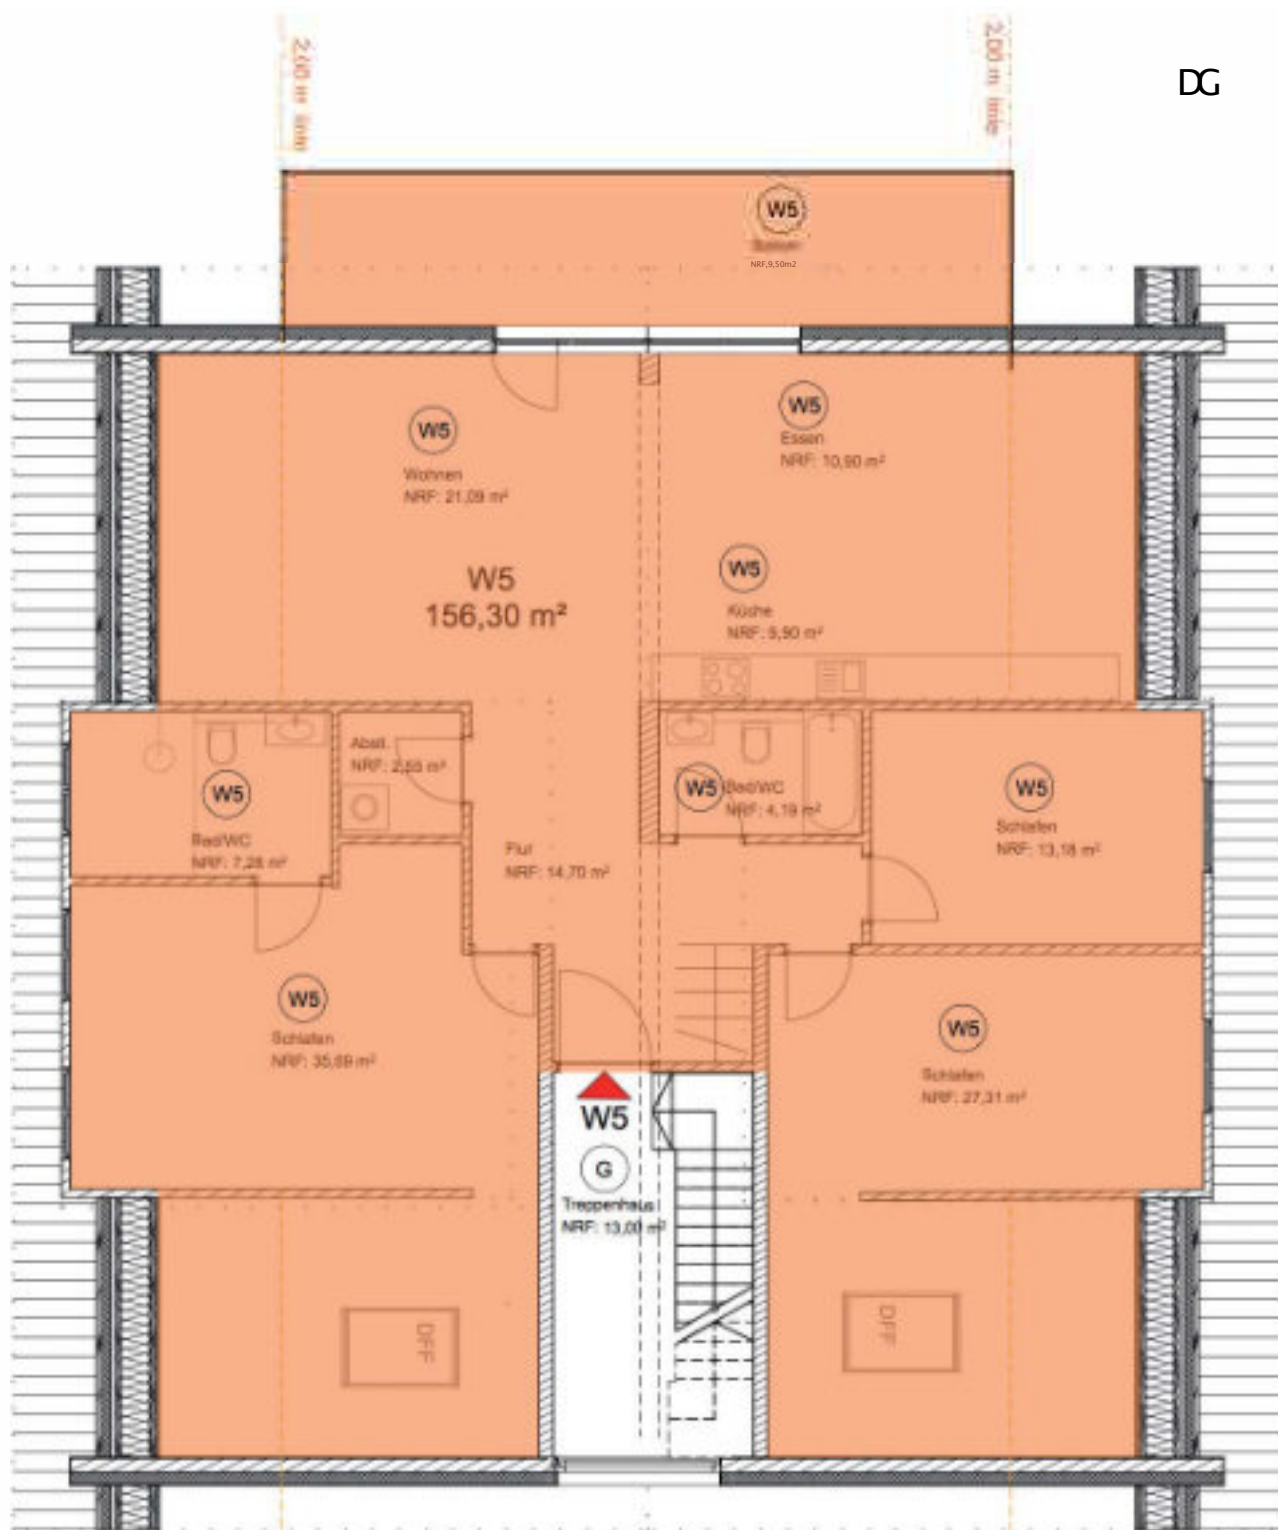 2,00 m linie
2,00 m linie
DG
W5
NRF,9,50m2
W5
Wohnen
NRF: 21,09 m²
W5
Essen
NRF: 10,90 m²
W5
156,30 m²
W5
Küche
NRF: 5,90 m²
W5
Bad/WC
NRF: 7,28 m²
Abst.
NRF: 2,55 m²
Flur
NRF: 14,70 m²
W5
Bad/WC
NRF: 4,19 m²
W5
Schlafen
NRF: 13,18 m²
W5
Schlafen
NRF: 35,69 m²
W5
Schlafen
NRF: 27,31 m²
W5
G
Treppenhaus
NRF: 13,00 m²
DFF
DFF